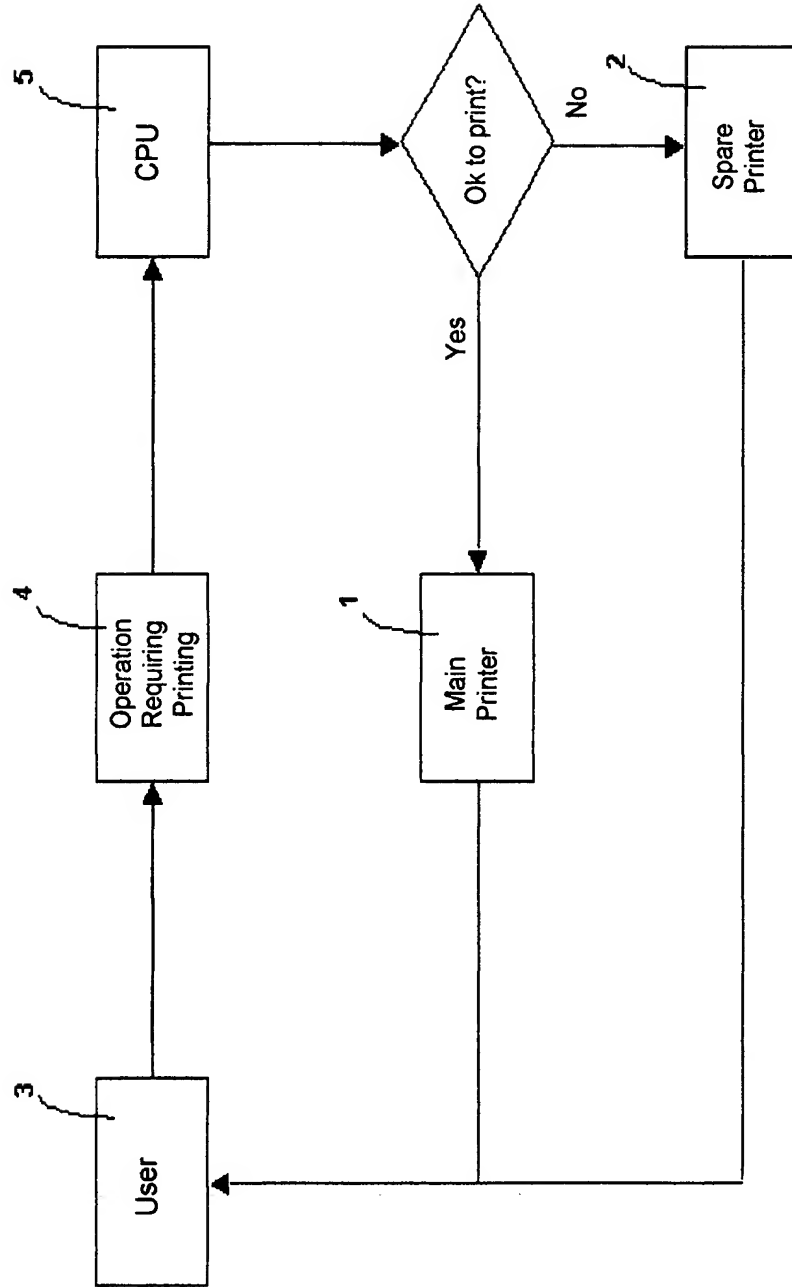 3
User
4
Operation
Requiring
Printing
5
CPU
1
Main
Printer
Yes
Ok to print?
No
2
Spare
Printer